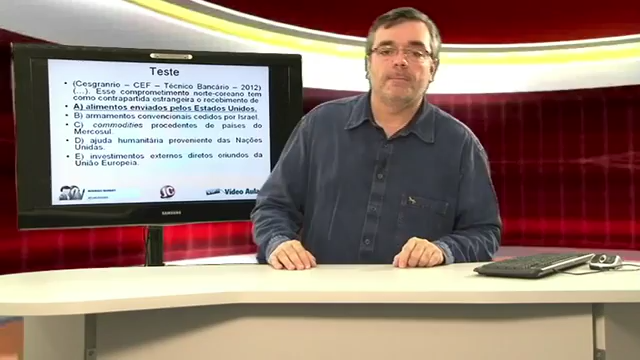 Teste
• (Cesgranrio – CEF – Técnico Bancário – 2012)
(…). Esse comprometimento norte-coreano tem
como contrapartida estrangeira o recebimento de
• A) alimentos enviados pelos Estados Unidos.
• B) armamentos convencionais cedidos por Israel.
• C) commodities procedentes de países do
Mercosul.
• D) ajuda humanitária proveniente das Nações
Unidas.
• E) investimentos externos diretos oriundos da
União Europeia.
Vídeo Aula
SAMSUNG